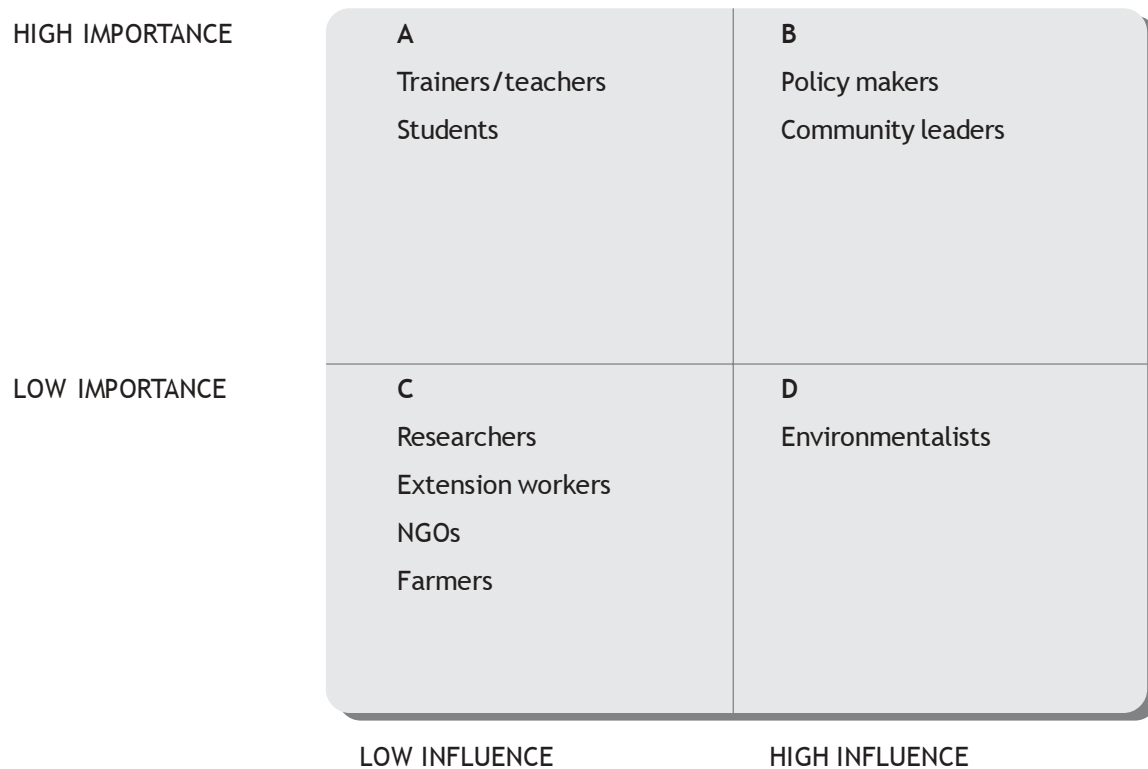 HIGH IMPORTANCE
A
Trainers/teachers
Students
B
Policy makers
Community leaders
LOW IMPORTANCE
C
Researchers
Extension workers
NGOs
Farmers
D
Environmentalists
LOW INFLUENCE
HIGH INFLUENCE